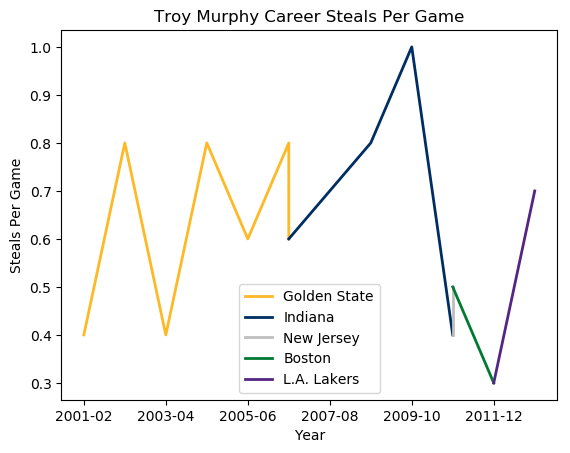 Troy Murphy Career Steals Per Game
1.0
0.9
0.8
0.7
0.6
0.5
0.4
0.3
Steals Per Game
Golden State
Indiana
New Jersey
Boston
L.A. Lakers
2001-02 2003-04 2005-06 2007-08 2009-10 2011-12
Year